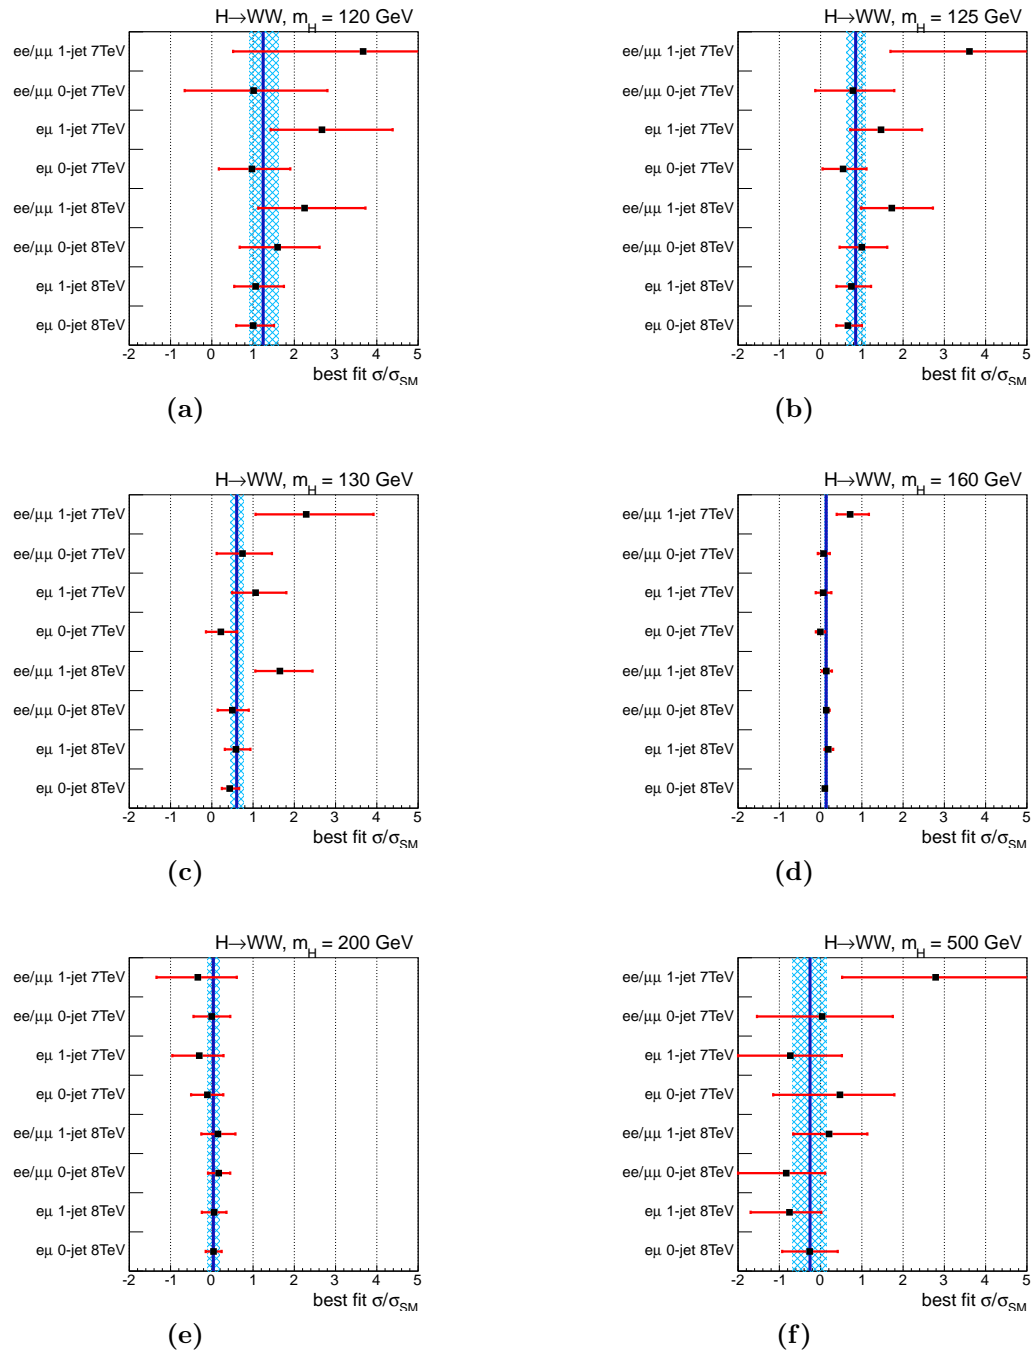 H→WW, m_H = 120 GeV
ee/μμ 1-jet 7TeV
ee/μμ 0-jet 7TeV
eμ 1-jet 7TeV
eμ 0-jet 7TeV
ee/μμ 1-jet 8TeV
ee/μμ 0-jet 8TeV
eμ 1-jet 8TeV
eμ 0-jet 8TeV
-2 -1 0 1 2 3 4 5
best fit σ/σ_SM
(a)
H→WW, m_H = 125 GeV
ee/μμ 1-jet 7TeV
ee/μμ 0-jet 7TeV
eμ 1-jet 7TeV
eμ 0-jet 7TeV
ee/μμ 1-jet 8TeV
ee/μμ 0-jet 8TeV
eμ 1-jet 8TeV
eμ 0-jet 8TeV
-2 -1 0 1 2 3 4 5
best fit σ/σ_SM
(b)
H→WW, m_H = 130 GeV
ee/μμ 1-jet 7TeV
ee/μμ 0-jet 7TeV
eμ 1-jet 7TeV
eμ 0-jet 7TeV
ee/μμ 1-jet 8TeV
ee/μμ 0-jet 8TeV
eμ 1-jet 8TeV
eμ 0-jet 8TeV
-2 -1 0 1 2 3 4 5
best fit σ/σ_SM
(c)
H→WW, m_H = 160 GeV
ee/μμ 1-jet 7TeV
ee/μμ 0-jet 7TeV
eμ 1-jet 7TeV
eμ 0-jet 7TeV
ee/μμ 1-jet 8TeV
ee/μμ 0-jet 8TeV
eμ 1-jet 8TeV
eμ 0-jet 8TeV
-2 -1 0 1 2 3 4 5
best fit σ/σ_SM
(d)
H→WW, m_H = 200 GeV
ee/μμ 1-jet 7TeV
ee/μμ 0-jet 7TeV
eμ 1-jet 7TeV
eμ 0-jet 7TeV
ee/μμ 1-jet 8TeV
ee/μμ 0-jet 8TeV
eμ 1-jet 8TeV
eμ 0-jet 8TeV
-2 -1 0 1 2 3 4 5
best fit σ/σ_SM
(e)
H→WW, m_H = 500 GeV
ee/μμ 1-jet 7TeV
ee/μμ 0-jet 7TeV
eμ 1-jet 7TeV
eμ 0-jet 7TeV
ee/μμ 1-jet 8TeV
ee/μμ 0-jet 8TeV
eμ 1-jet 8TeV
eμ 0-jet 8TeV
-2 -1 0 1 2 3 4 5
best fit σ/σ_SM
(f)